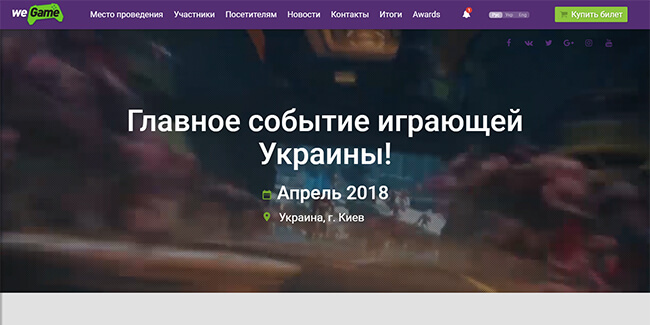 weGame Место проведения Участники Посетителям Новости Контакты Итоги Awards 1 Рус Укр Eng Купить билет
Главное событие играющей
Украины!
Апрель 2018
Украина, г. Киев